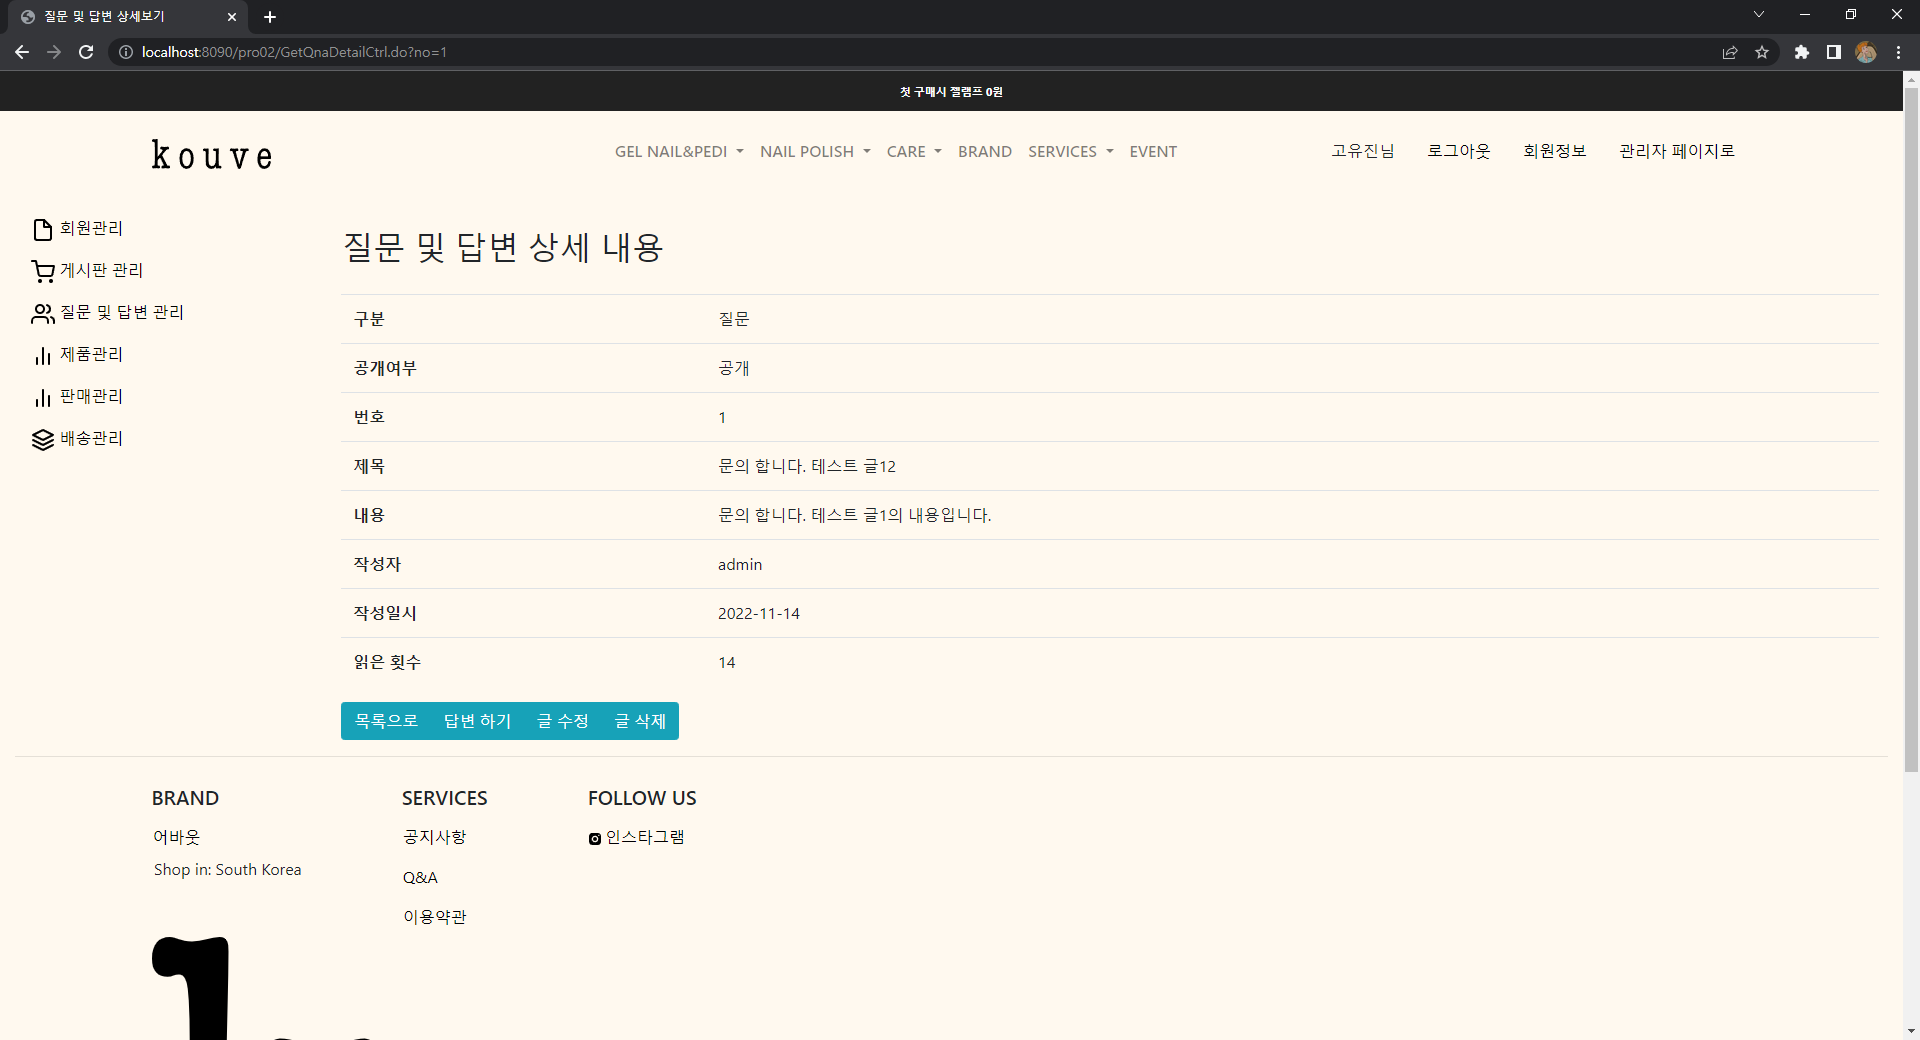 질문 및 답변 상세보기
localhost:8090/pro02/GetQnaDetailCtrl.do?no=1
첫 구매시 젤램프 0원
kouve
GEL NAIL&PEDI NAIL POLISH CARE BRAND SERVICES EVENT
고유진님 로그아웃 회원정보 관리자 페이지로
회원관리
게시판 관리
질문 및 답변 관리
제품관리
판매관리
배송관리
질문 및 답변 상세 내용
구분 질문
공개여부 공개
번호 1
제목 문의 합니다. 테스트 글12
내용 문의 합니다. 테스트 글1의 내용입니다.
작성자 admin
작성일시 2022-11-14
읽은 횟수 14
목록으로 답변 하기 글 수정 글 삭제
BRAND
어바웃
Shop in: South Korea
SERVICES
공지사항
Q&A
이용약관
FOLLOW US
인스타그램